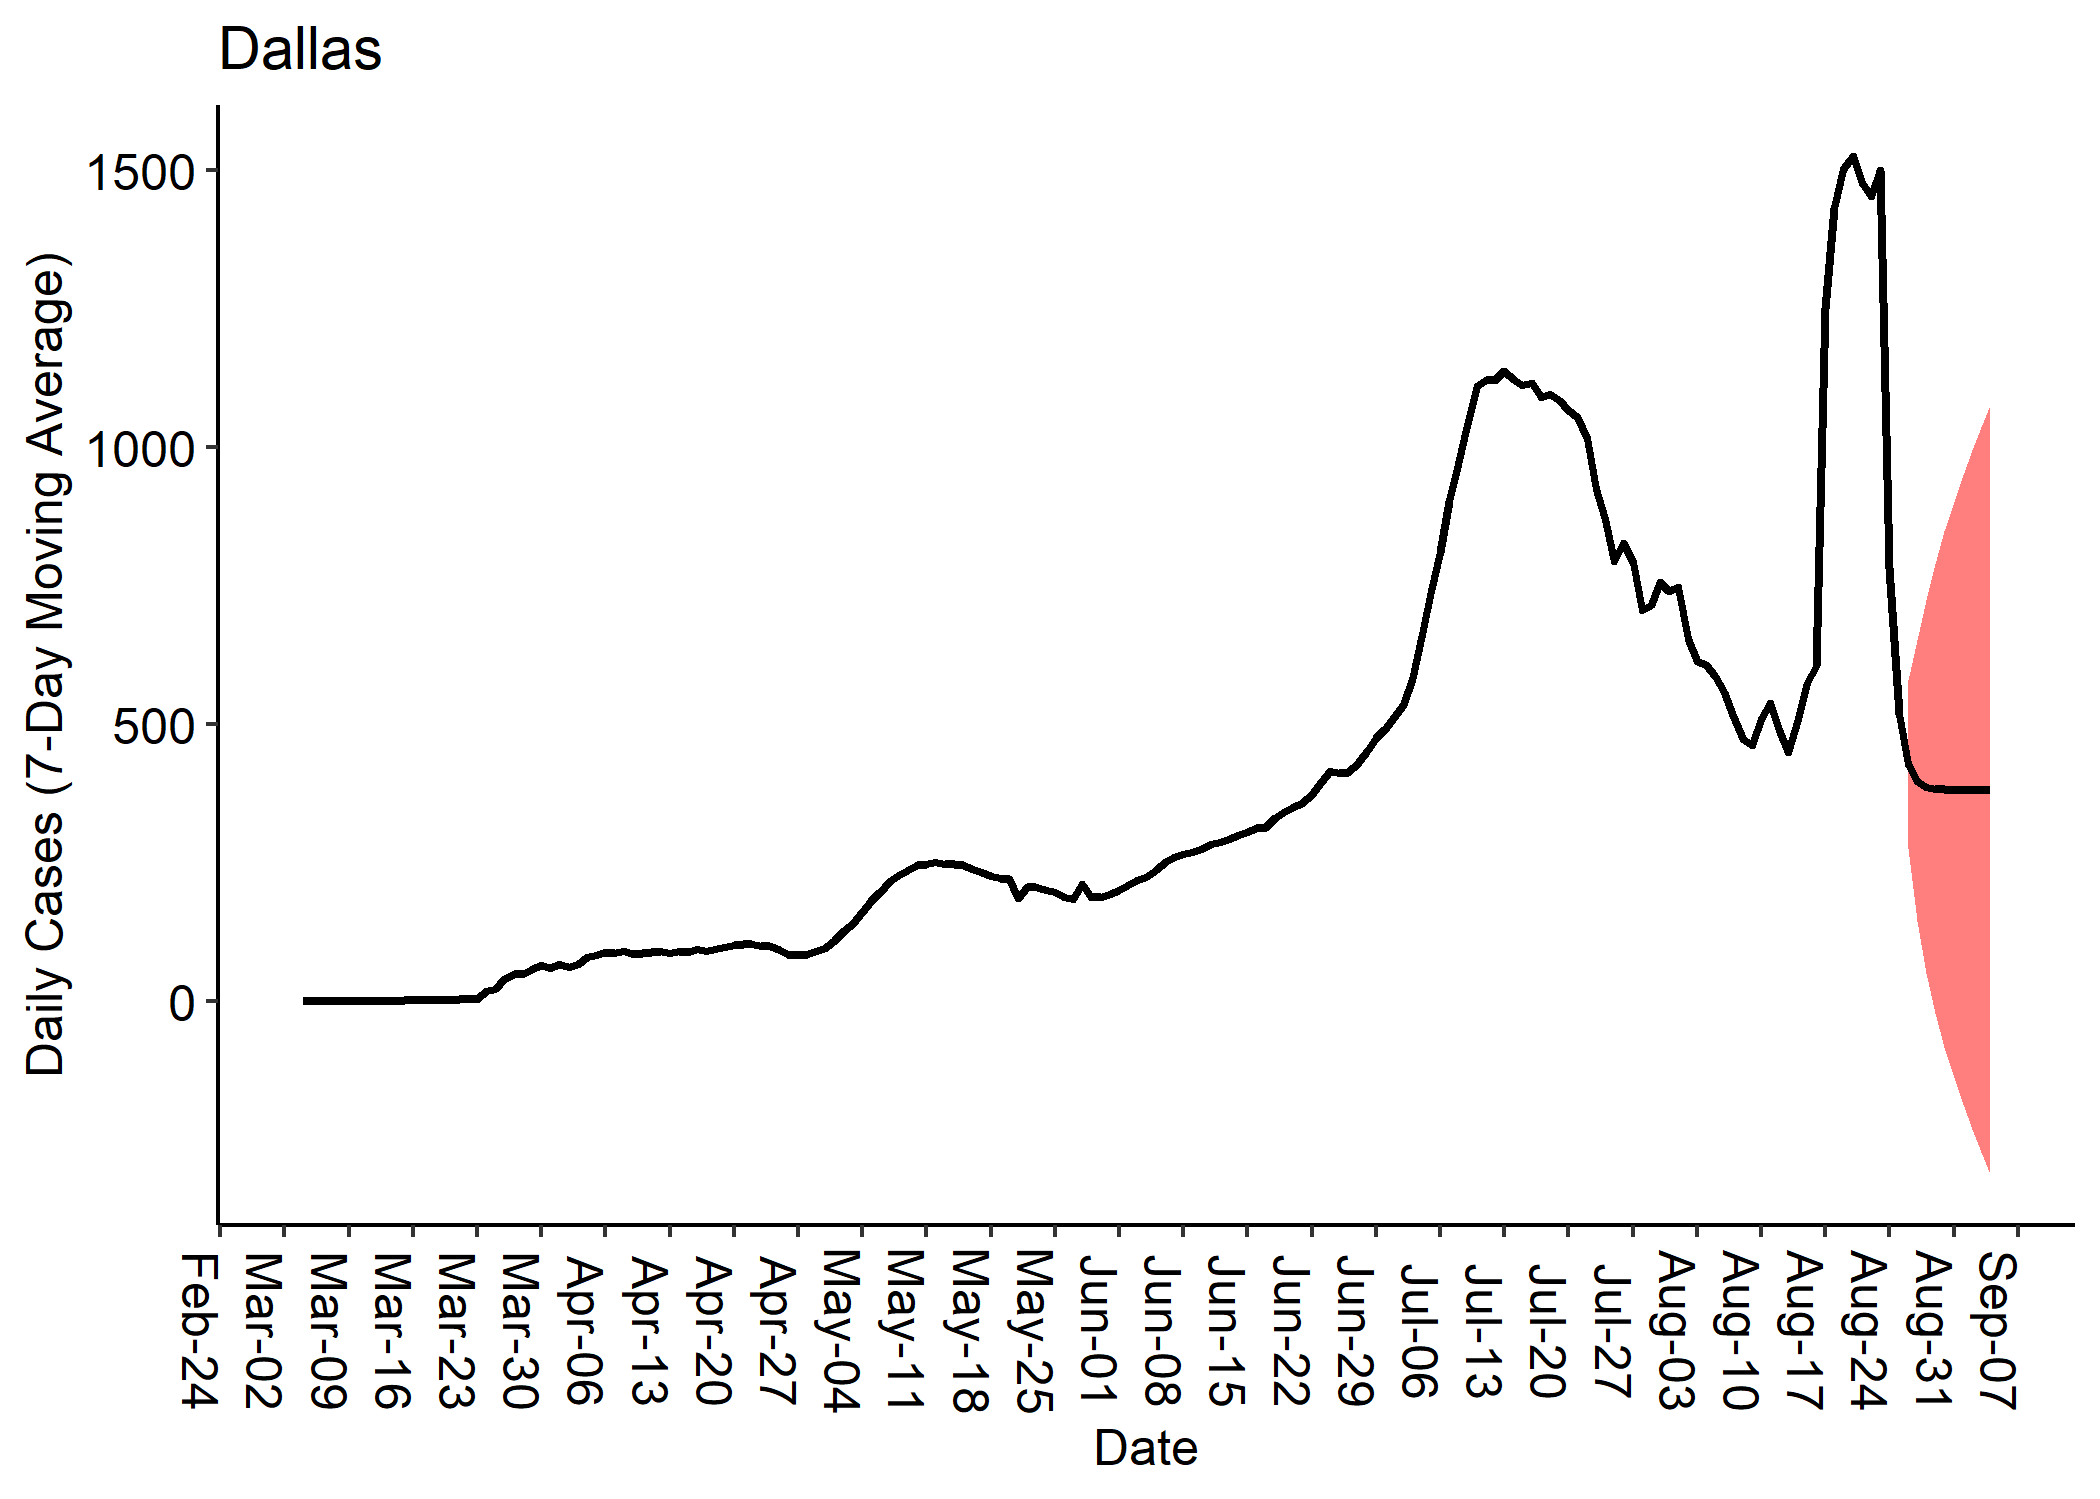 Dallas
Daily Cases (7-Day Moving Average)
1500
1000
500
0
Feb-24
Mar-02
Mar-09
Mar-16
Mar-23
Mar-30
Apr-06
Apr-13
Apr-20
Apr-27
May-04
May-11
May-18
May-25
Jun-01
Jun-08
Jun-15
Jun-22
Jun-29
Jul-06
Jul-13
Jul-20
Jul-27
Aug-03
Aug-10
Aug-17
Aug-24
Aug-31
Sep-07
Date